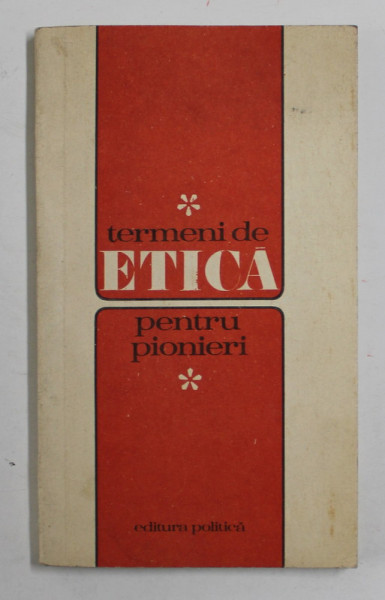 *
termeni de
ETICĂ
pentru
pionieri
*
editura politică